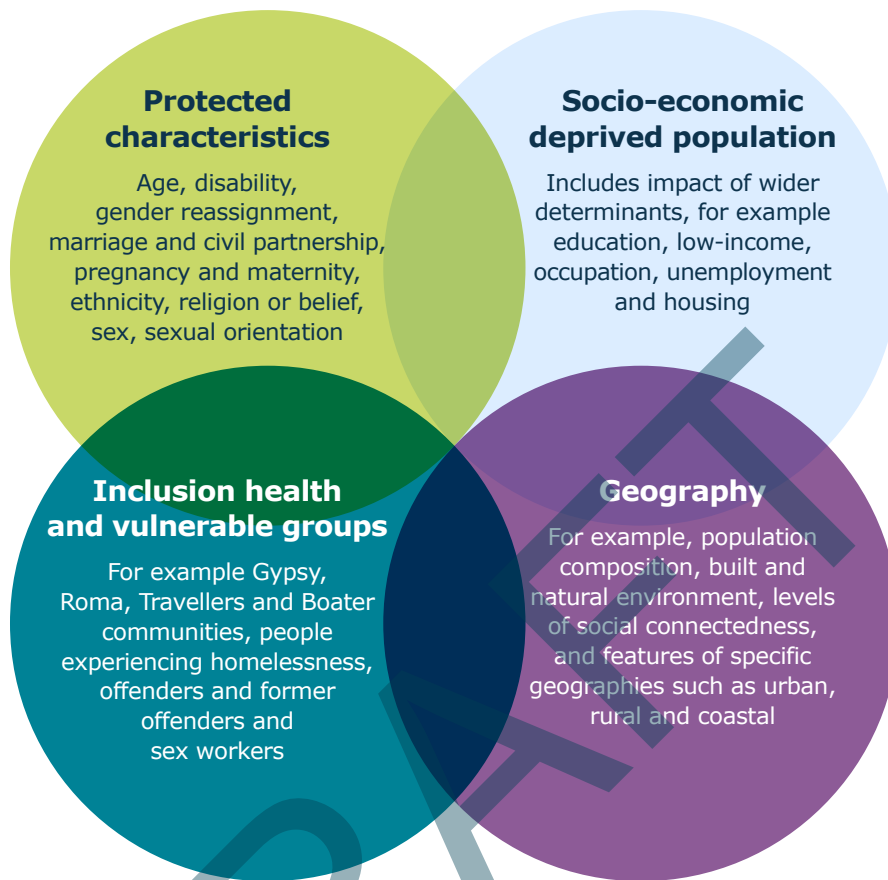 Protected
characteristics
Age, disability,
gender reassignment,
marriage and civil partnership,
pregnancy and maternity,
ethnicity, religion or belief,
sex, sexual orientation
Socio-economic
deprived population
Includes impact of wider
determinants, for example
education, low-income,
occupation, unemployment
and housing
Inclusion health
and vulnerable groups
For example Gypsy,
Roma, Travellers and Boater
communities, people
experiencing homelessness,
offenders and former
offenders and
sex workers
Geography
For example, population
composition, built and
natural environment, levels
of social connectedness,
and features of specific
geographies such as urban,
rural and coastal